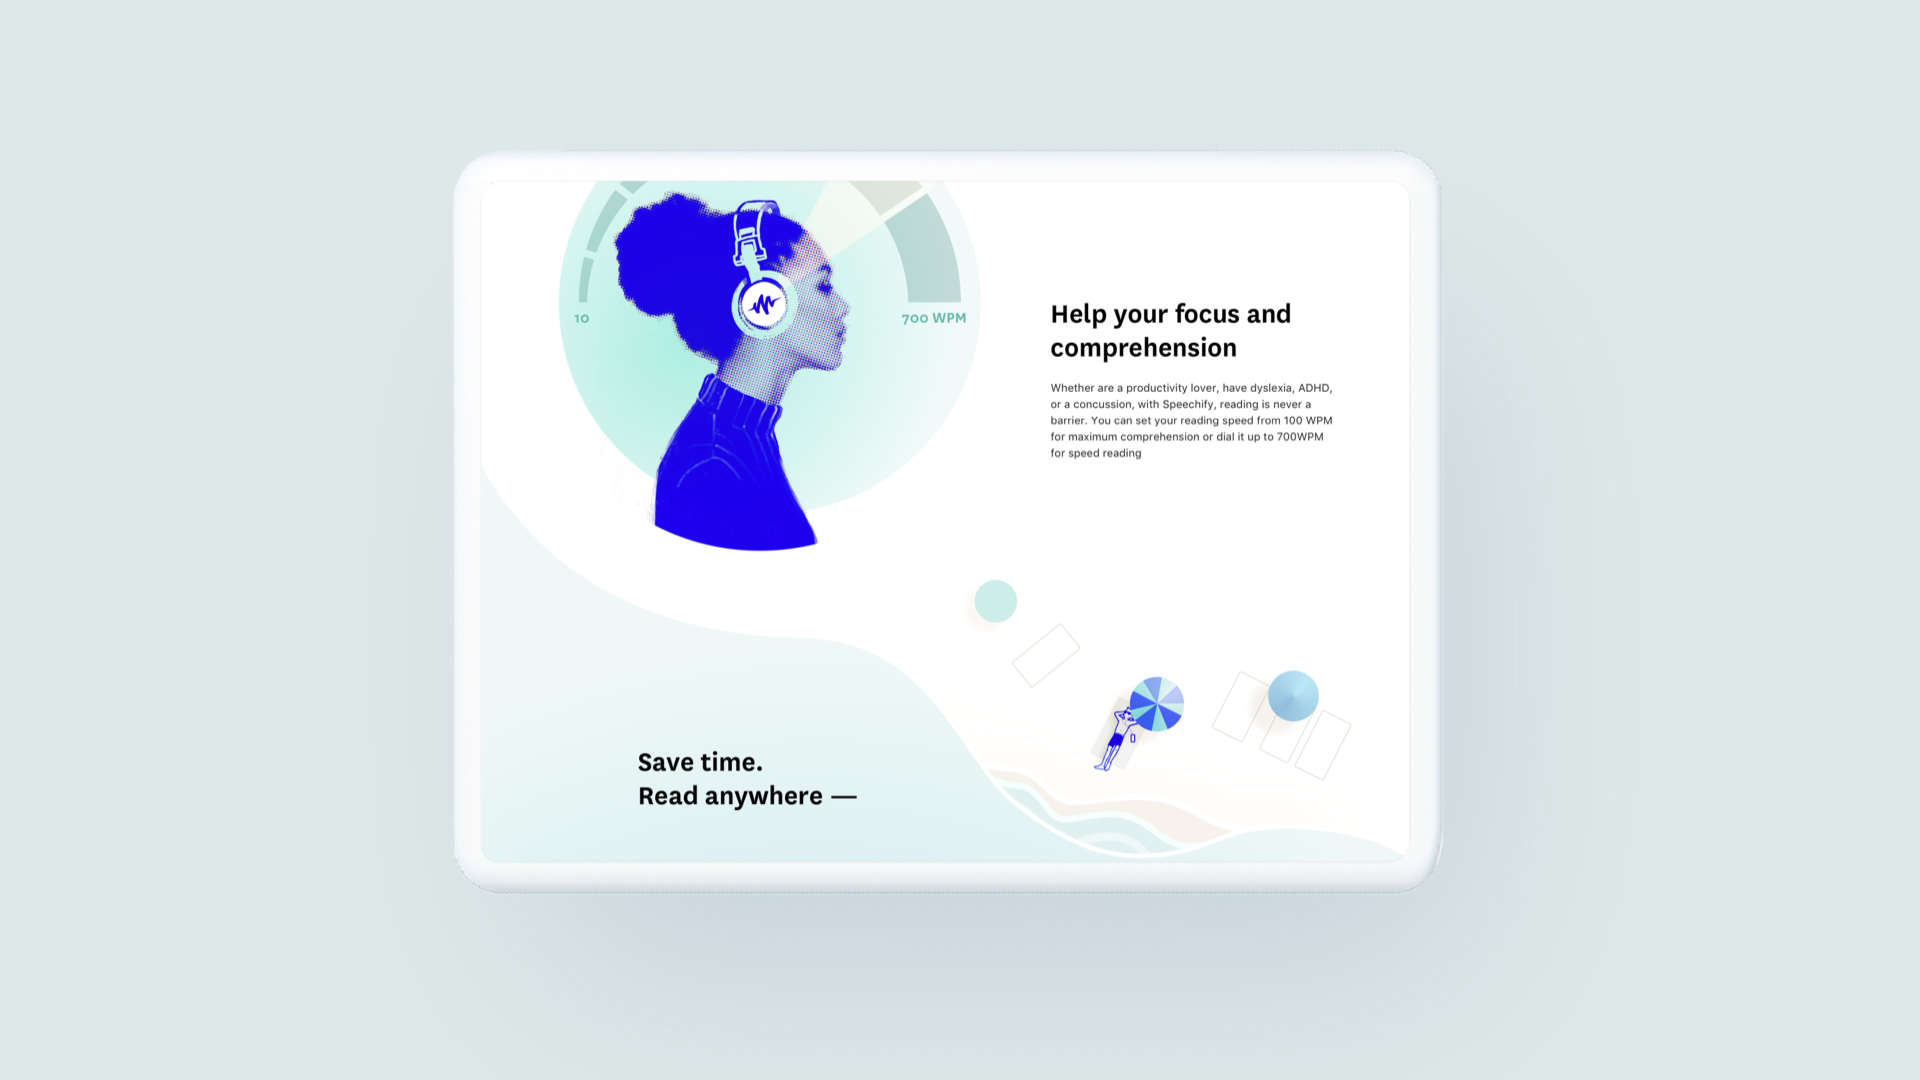 10
700 WPM
Help your focus and
comprehension
Whether are a productivity lover, have dyslexia, ADHD,
or a concussion, with Speechify, reading is never a
barrier. You can set your reading speed from 100 WPM
for maximum comprehension or dial it up to 700WPM
for speed reading
Save time.
Read anywhere —